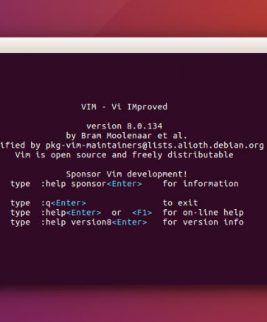 VIM - Vi IMproved
version 8.0.134
by Bram Moolenaar et al.
ified by pkg-vim-maintainers@lists.alioth.debian.org
Vim is open source and freely distributable
Sponsor Vim development!
type :help sponsor<Enter> for information
type :q<Enter> to exit
type :help<Enter> or <F1> for on-line help
type :help version8<Enter> for version info